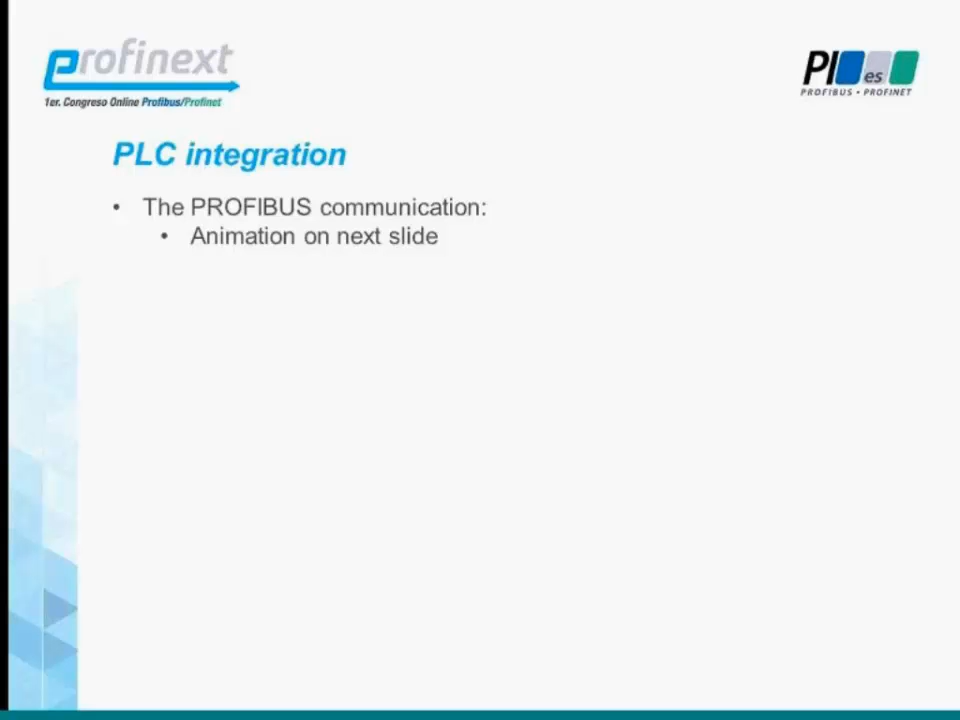 profinext
1er. Congreso Online Profibus/Profinet
PI es
PROFIBUS • PROFINET
PLC integration
• The PROFIBUS communication:
• Animation on next slide